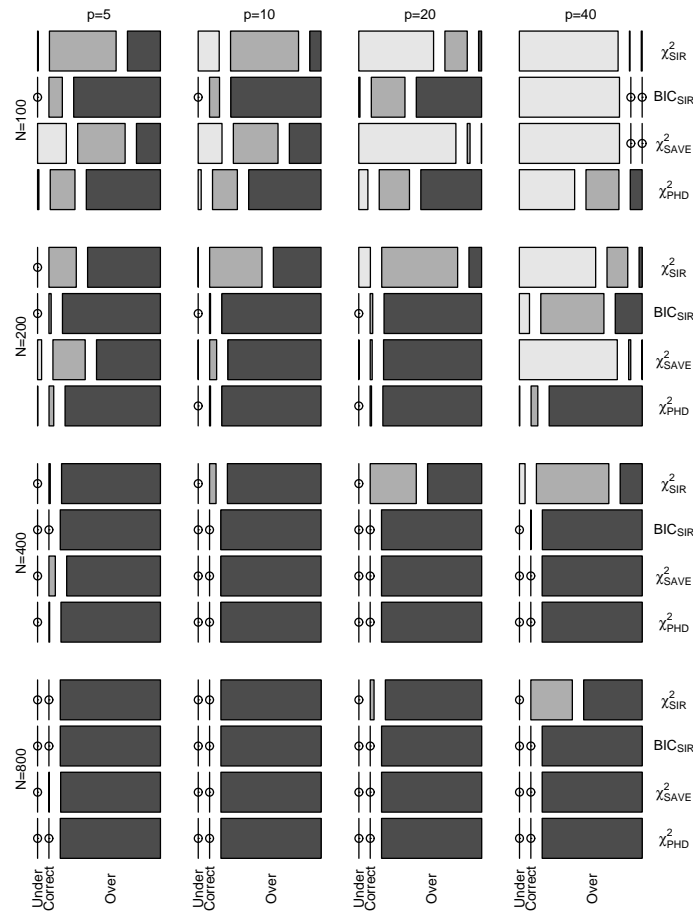 p=5 p=10 p=20 p=40
N=100
χ²SIR
BICSIR
χ²SAVE
χ²PHD
N=200
χ²SIR
BICSIR
χ²SAVE
χ²PHD
N=400
χ²SIR
BICSIR
χ²SAVE
χ²PHD
N=800
χ²SIR
BICSIR
χ²SAVE
χ²PHD
Under Correct Over Under Correct Over Under Correct Over Under Correct Over